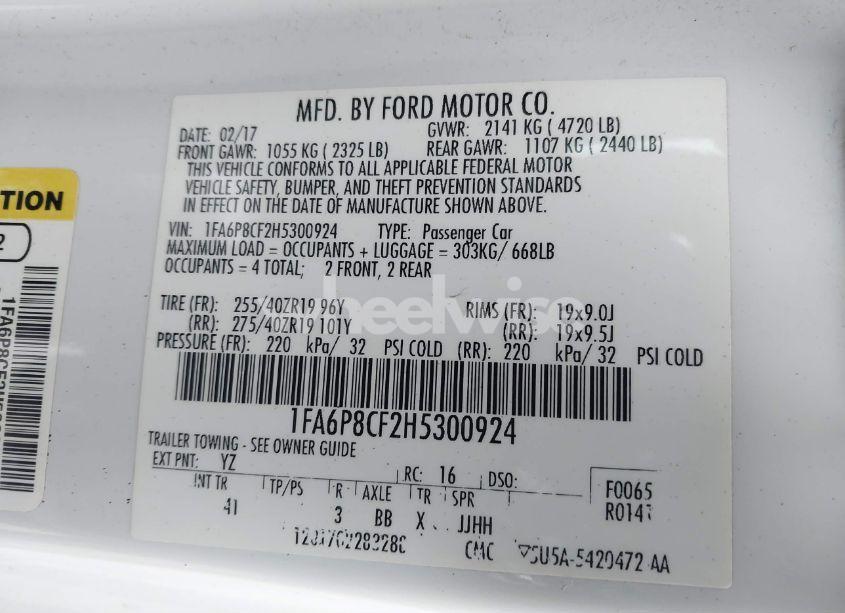 MFD. BY FORD MOTOR CO.
DATE: 02/17 GVWR: 2141 KG ( 4720 LB)
FRONT GAWR: 1055 KG ( 2325 LB) REAR GAWR: 1107 KG ( 2440 LB)
THIS VEHICLE CONFORMS TO ALL APPLICABLE FEDERAL MOTOR
VEHICLE SAFETY, BUMPER, AND THEFT PREVENTION STANDARDS
IN EFFECT ON THE DATE OF MANUFACTURE SHOWN ABOVE.
VIN: 1FA6P8CF2H5300924 TYPE: Passenger Car
MAXIMUM LOAD = OCCUPANTS + LUGGAGE = 303KG/ 668LB
OCCUPANTS = 4 TOTAL; 2 FRONT, 2 REAR
TIRE (FR): 255/40ZR19 96Y RIMS (FR): 19x9.0J
(RR): 275/40ZR19 101Y (RR): 19x9.5J
PRESSURE (FR): 220 kPa/ 32 PSI COLD (RR): 220 kPa/ 32 PSI COLD
1FA6P8CF2H5300924
TRAILER TOWING - SEE OWNER GUIDE
EXT PNT: YZ RC: 16 DSO: F0065
INT TR TP/PS R AXLE TR SPR R0147
41 3 BB X JJHH
CMC
TION
2
heelwise